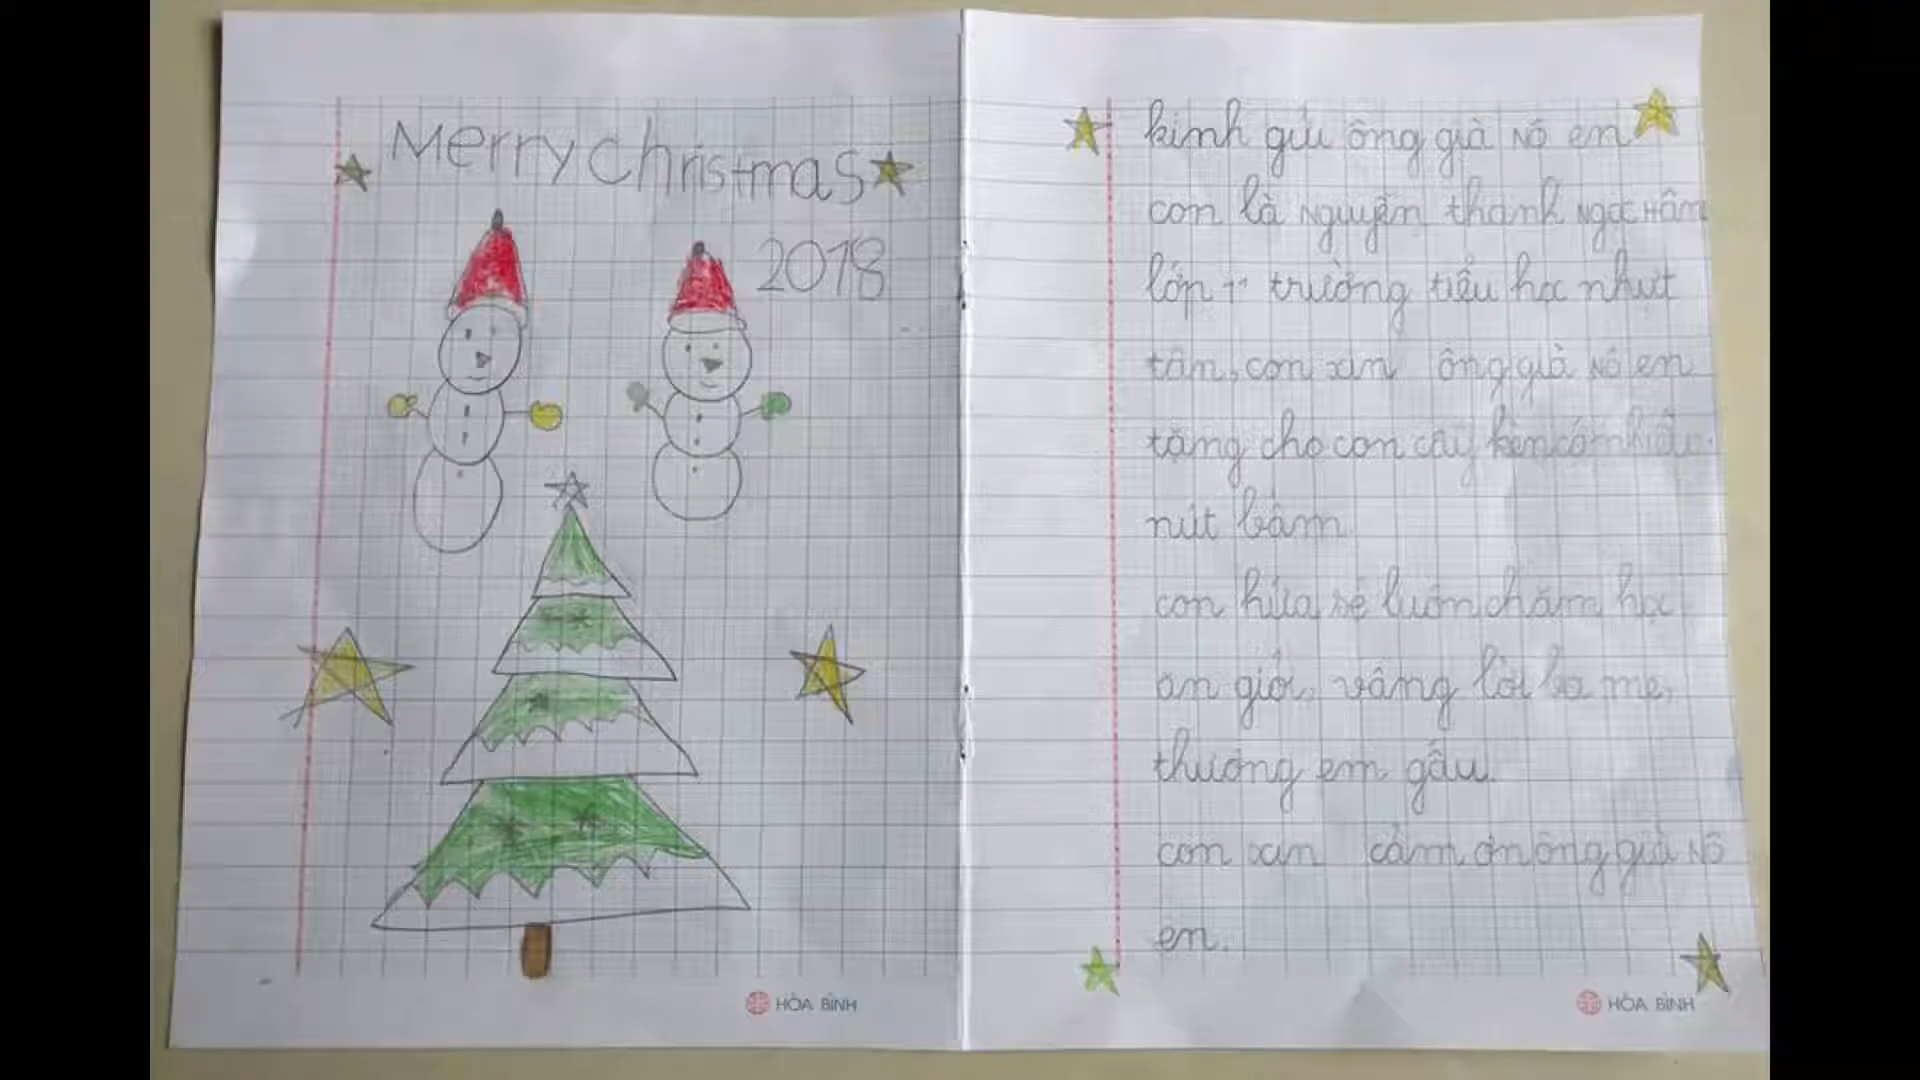 Merry Christmas
2018
HÒA BÌNH
kính gửi ông già nô en
con là nguyễn thanh ngọc Hân
lớp 1¹ trường tiểu học nhựt
tân, con xin ông già nô en
tặng cho con cây kèn có nhiều
nút bấm
con hứa sẽ luôn chăm học
ăn giỏi, vâng lời ba mẹ,
thương em gấu.
con xin cảm ơn ông già nô
en.
HÒA BÌNH